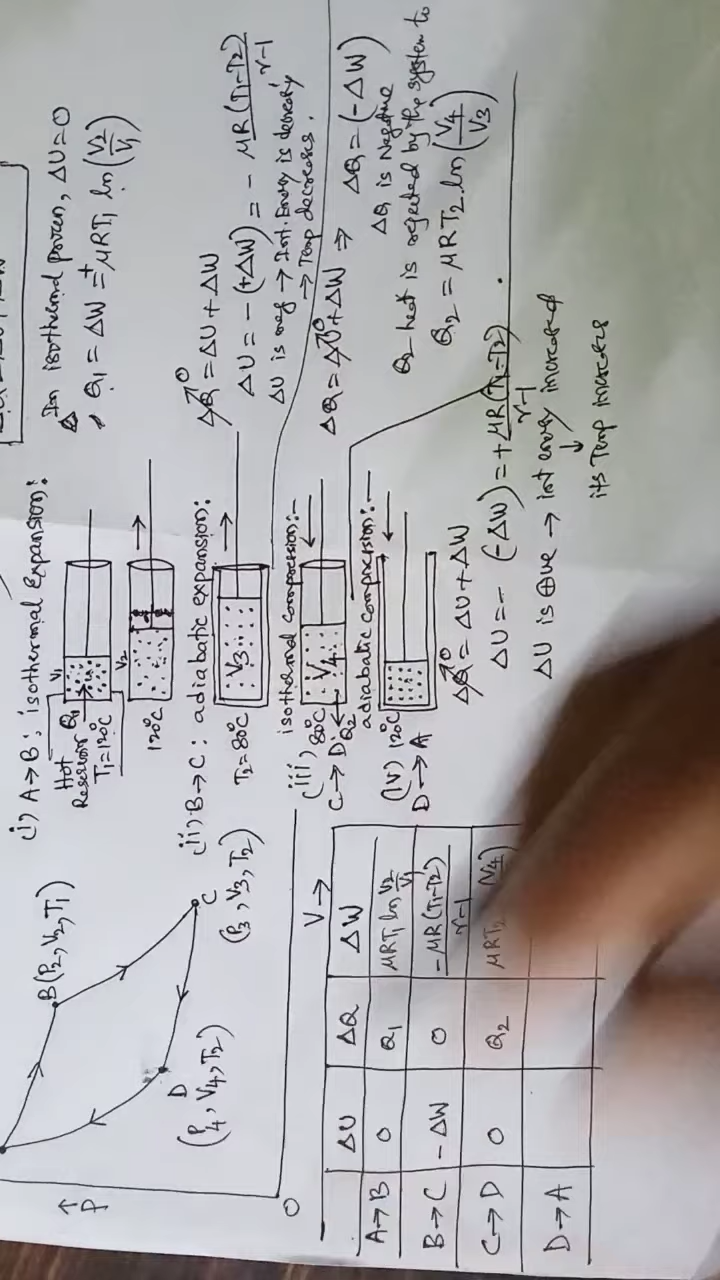 (i) A→B: isothermal Expansion:
Hot
Reservoir Q1
T1=120°C
V1
V2
120°C
In isothermal process, ΔU=0
Q1 = ΔW = +μRT1 ln(V2/V1)
(ii) B→C: adiabatic expansion:
T2=80°C
V3
ΔQ↗0 = ΔU+ΔW
ΔU = -(+ΔW) = -μR(T1-T2)/r-1
ΔU is neg → Int. Energy is decreases
→ Temp decreases.
(iii) isothermal compression:-
80°C
C→D
Q2
V4
ΔQ = ΔU↗0+ΔW ⇒ ΔQ = (-ΔW)
ΔQ is Negative
Q2 heat is rejected by the system to
Q2 = μRT2 ln(V4/V3)
adiabatic compression:-
(iv) 120°C
D→A
ΔQ↗0 = ΔU+ΔW
ΔU = -(-ΔW) = +μR(T1-T2)/r-1
ΔU is ⊕ve → int energy increased
↓
its Temp increases
↑
P
B(P2,V2,T1)
C
(P3,V3,T2)
D
(P4,V4,T2)
O
V→
ΔU ΔQ ΔW
A→B 0 Q1 μRT1 ln V2/V1
B→C -ΔW 0 -μR(T1-T2)/r-1
C→D 0 Q2 μRT2 V4
D→A